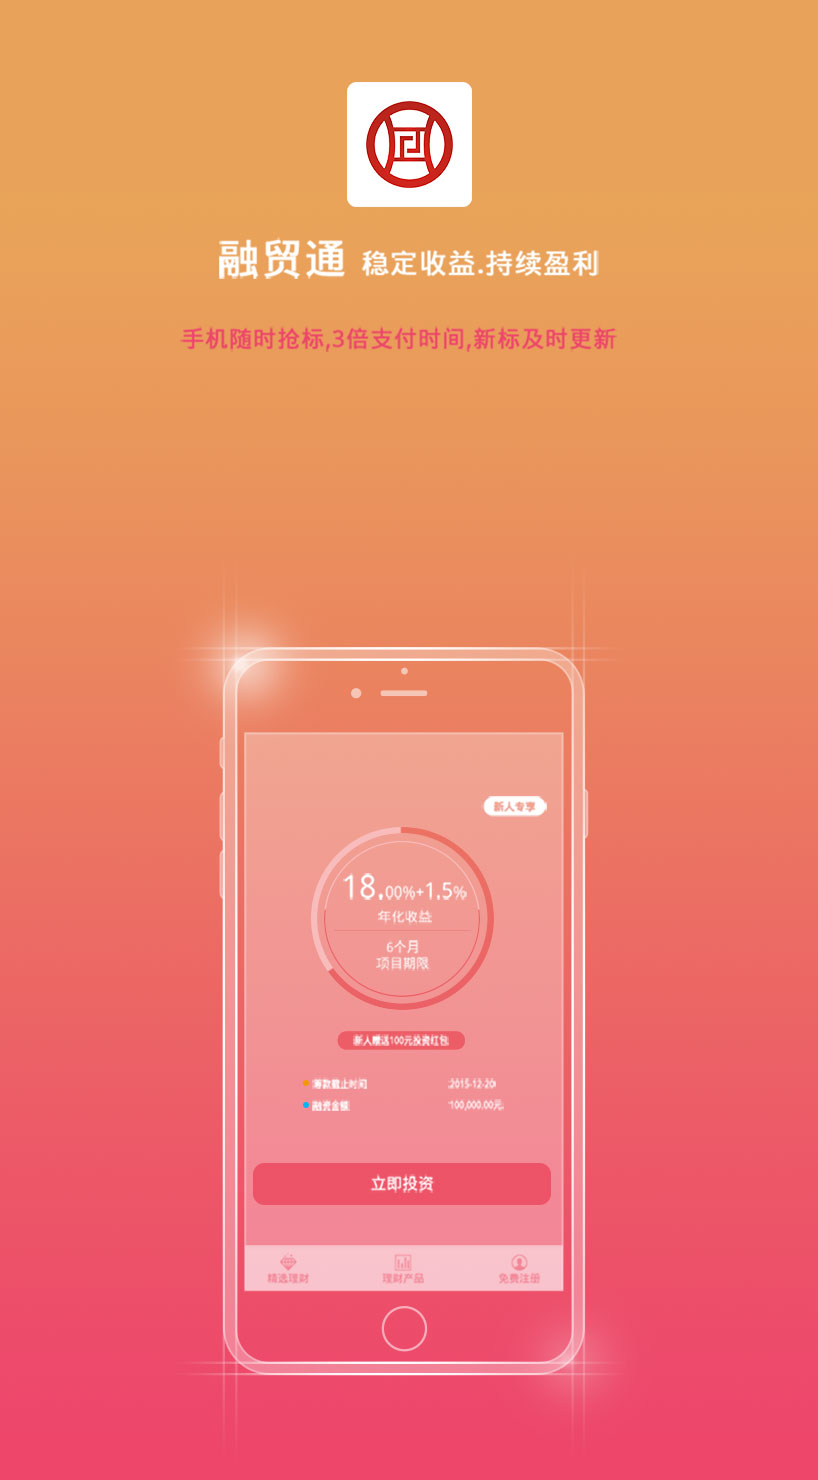 融贸通 稳定收益.持续盈利
手机随时抢标,3倍支付时间,新标及时更新
新人专享
18.00%+1.5%
年化收益
6个月
项目期限
新人赠送100元投资红包
筹款截止时间 2015-12-20
融资金额 100,000.00元
立即投资
精选理财 理财产品 免费注册